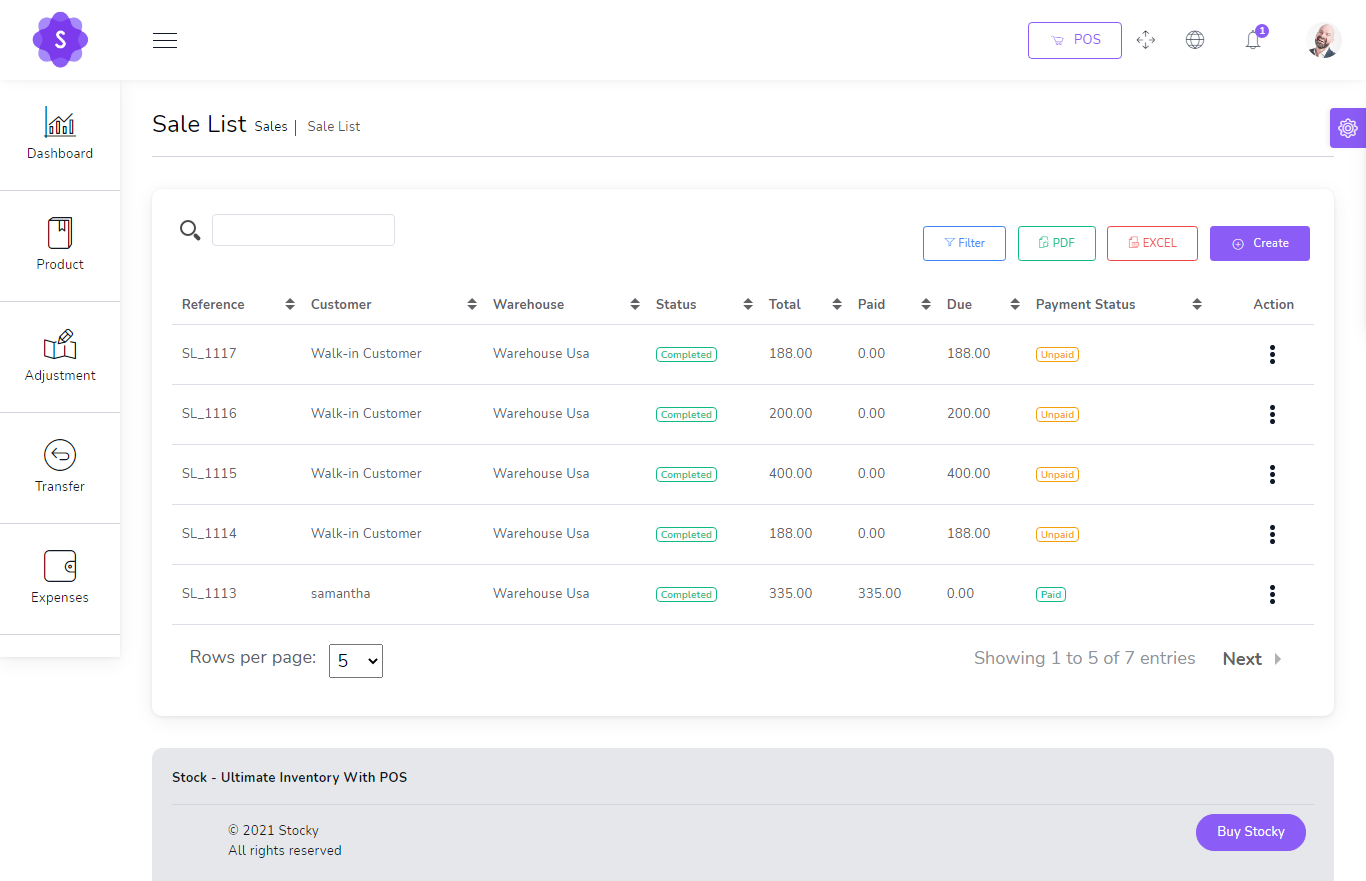 S
POS
1
Dashboard
Product
Adjustment
Transfer
Expenses
Sale List Sales | Sale List
Filter PDF EXCEL Create
Reference Customer Warehouse Status Total Paid Due Payment Status Action
SL_1117 Walk-in Customer Warehouse Usa Completed 188.00 0.00 188.00 Unpaid
SL_1116 Walk-in Customer Warehouse Usa Completed 200.00 0.00 200.00 Unpaid
SL_1115 Walk-in Customer Warehouse Usa Completed 400.00 0.00 400.00 Unpaid
SL_1114 Walk-in Customer Warehouse Usa Completed 188.00 0.00 188.00 Unpaid
SL_1113 samantha Warehouse Usa Completed 335.00 335.00 0.00 Paid
Rows per page: 5 Showing 1 to 5 of 7 entries Next
Stock - Ultimate Inventory With POS
© 2021 Stocky
All rights reserved
Buy Stocky